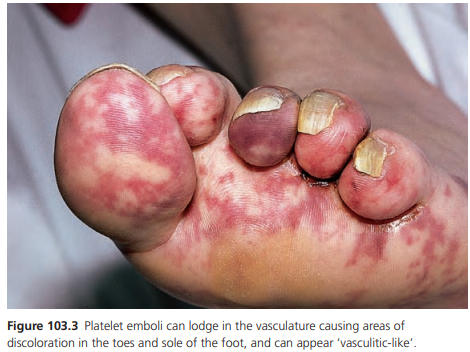 Figure 103.3 Platelet emboli can lodge in the vasculature causing areas of
discoloration in the toes and sole of the foot, and can appear ‘vasculitic-like’.